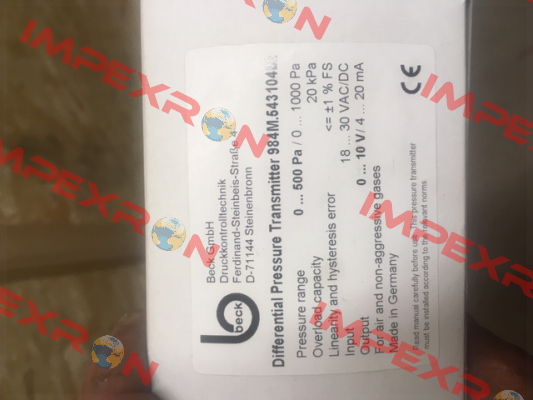 beck
Beck GmbH
Druckkontrolltechnik
Ferdinand-Steinbeis-Straße 4
D-71144 Steinenbronn
Differential Pressure Transmitter 984M.543104
Pressure range 0 ... 500 Pa / 0 ... 1000 Pa
Overload capacity 20 kPa
Linearity and hysteresis error <= ±1 % FS
Input 18 ... 30 VAC/DC
Output 0 ... 10 V / 4 ... 20 mA
For air and non-aggressive gases
Made in Germany
Read manual carefully before use. This pressure transmitter
must be installed according to the relevant norms
CE
IMPEXRON
IMPEXRON
IMPEXRON
IMPEXRON